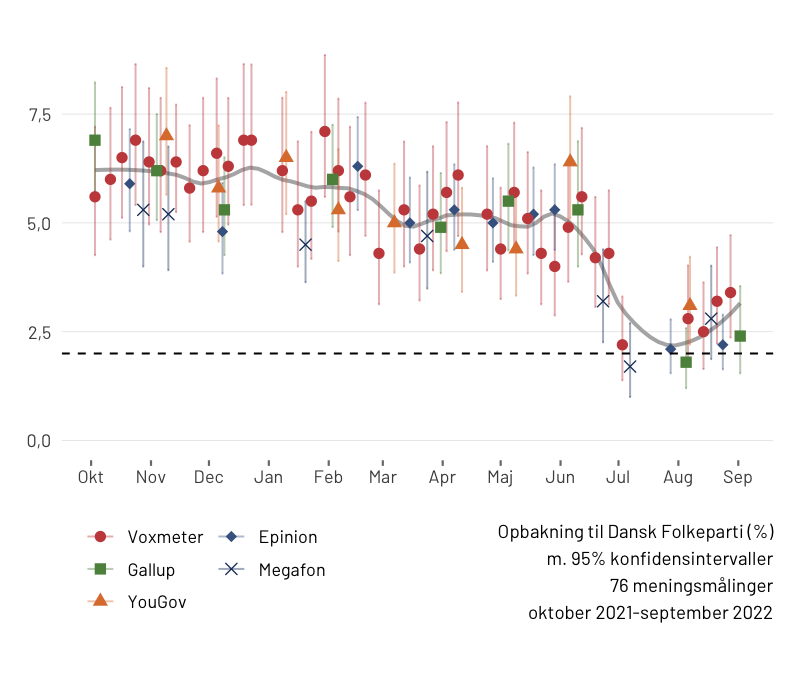 7,5
5,0
2,5
0,0
Okt Nov Dec Jan Feb Mar Apr Maj Jun Jul Aug Sep
Voxmeter Epinion
Gallup Megafon
YouGov
Opbakning til Dansk Folkeparti (%)
m. 95% konfidensintervaller
76 meningsmålinger
oktober 2021-september 2022